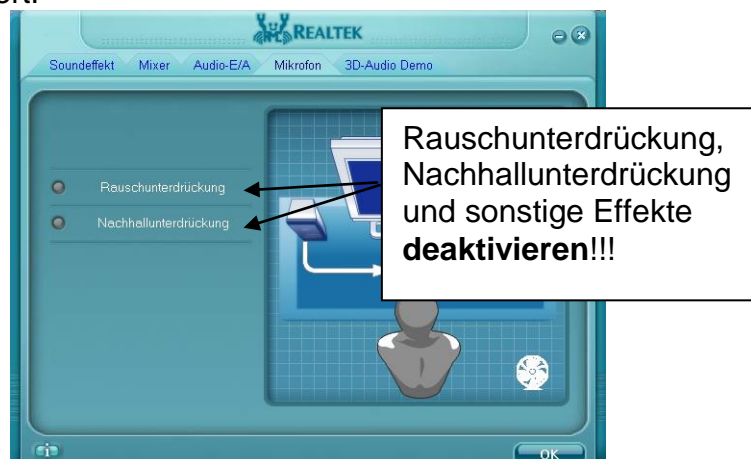 REALTEK
Soundeffekt Mixer Audio-E/A Mikrofon 3D-Audio Demo
Rauschunterdrückung
Nachhallunterdrückung
Rauschunterdrückung,
Nachhallunterdrückung
und sonstige Effekte
deaktivieren!!!
OK